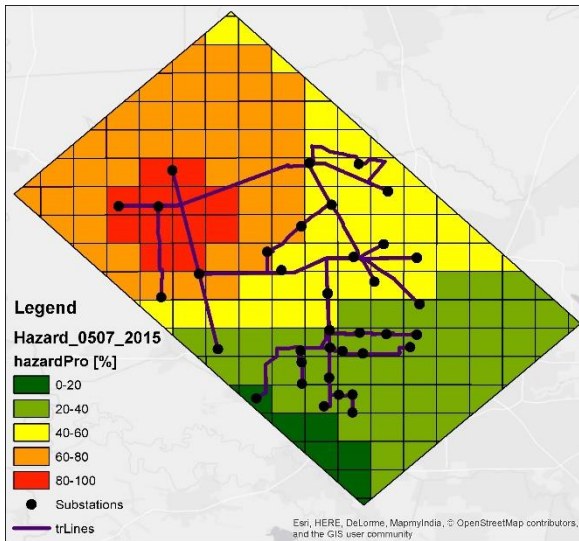 Legend
Hazard_0507_2015
hazardPro [%]
0-20
20-40
40-60
60-80
80-100
Substations
trLines
Esri, HERE, DeLorme, MapmyIndia, © OpenStreetMap contributors,
and the GIS user community